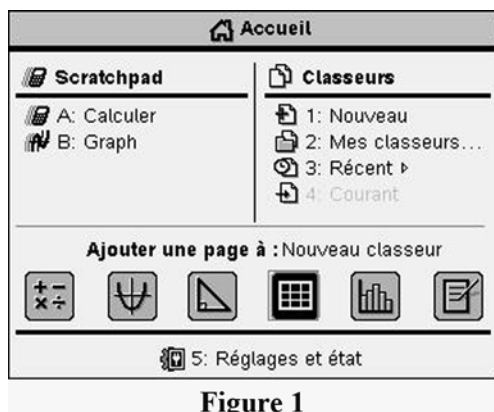 Accueil
Scratchpad
A: Calculer
B: Graph
Classeurs
1: Nouveau
2: Mes classeurs...
3: Récent ▹
4: Courant
Ajouter une page à : Nouveau classeur
5: Réglages et état
Figure 1